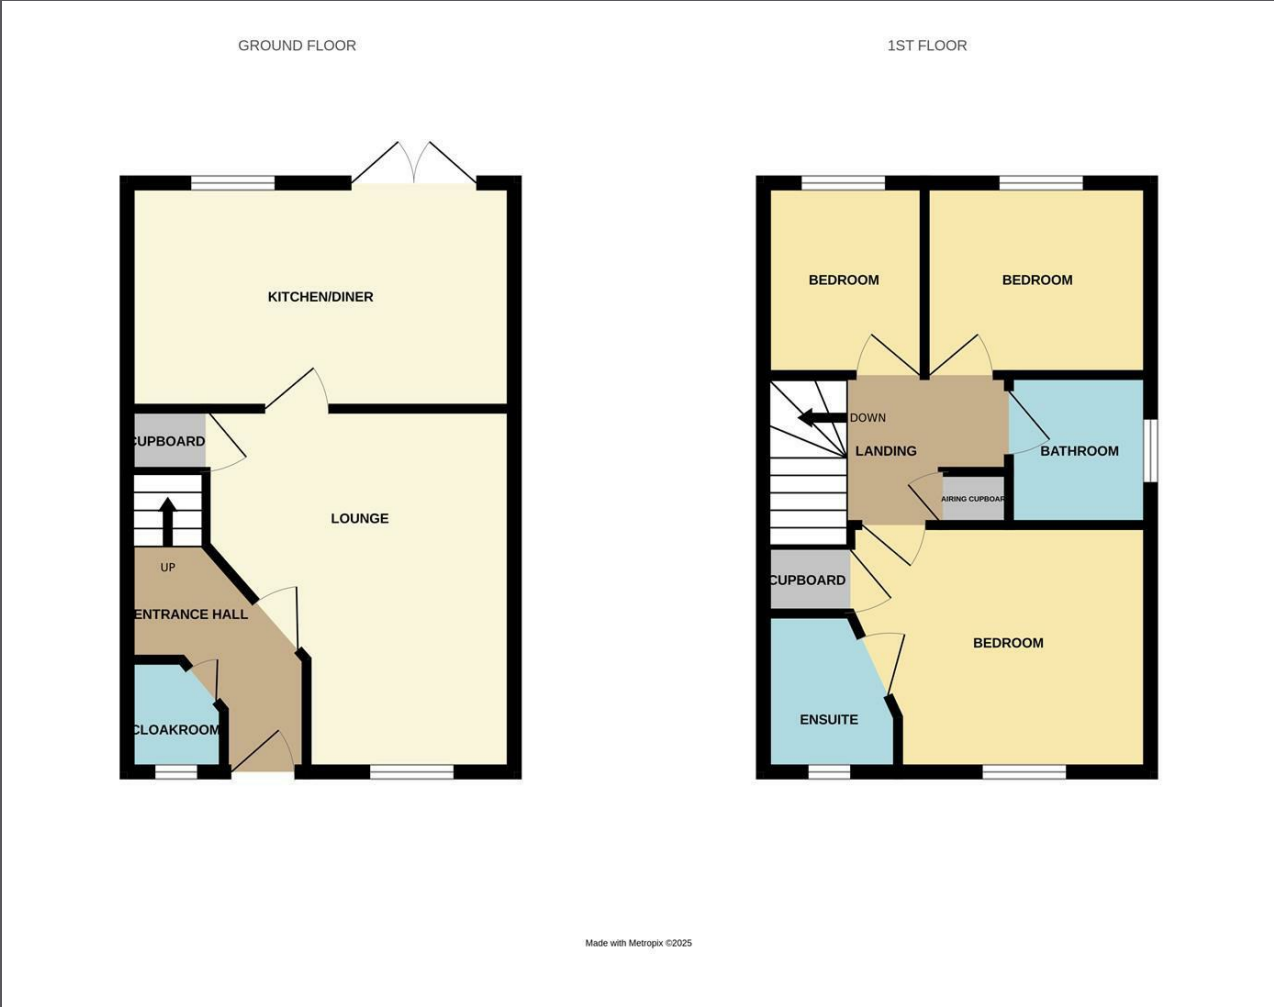 GROUND FLOOR
1ST FLOOR
KITCHEN/DINER
CUPBOARD
LOUNGE
UP
ENTRANCE HALL
CLOAKROOM
BEDROOM
BEDROOM
DOWN
LANDING
BATHROOM
AIRING CUPBOARD
CUPBOARD
BEDROOM
ENSUITE
Made with Metropix ©2025